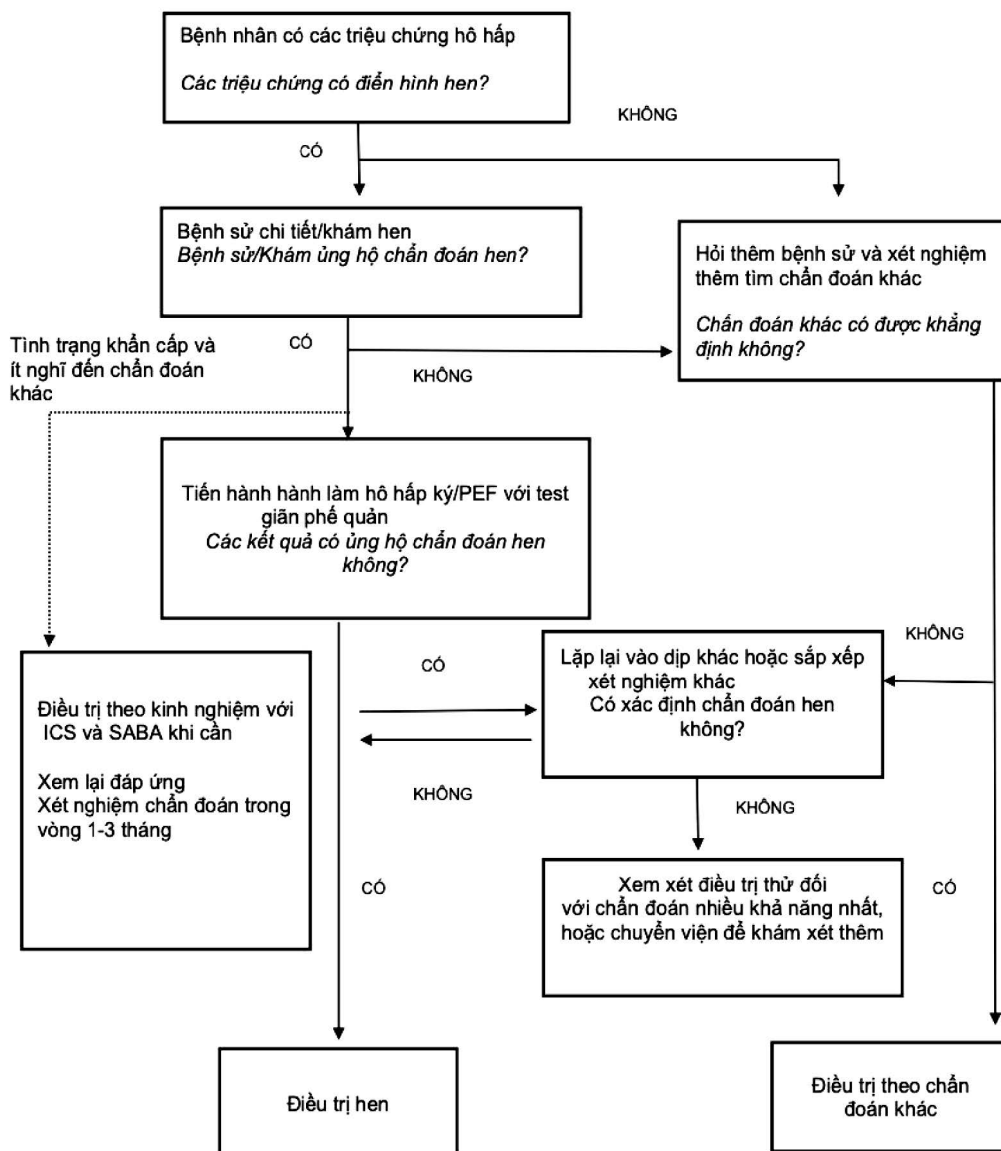 Bệnh nhân có các triệu chứng hô hấp
Các triệu chứng có điển hình hen?
KHÔNG
CÓ
Bệnh sử chi tiết/khám hen
Bệnh sử/Khám ủng hộ chẩn đoán hen?
Hỏi thêm bệnh sử và xét nghiệm
thêm tìm chẩn đoán khác
Chấn đoán khác có được khẳng
định không?
Tình trạng khẩn cấp và
ít nghĩ đến chẩn đoán
khác
CÓ
KHÔNG
Tiến hành hành làm hô hấp ký/PEF với test
giãn phế quản
Các kết quả có ủng hộ chẩn đoán hen
không?
Điều trị theo kinh nghiệm với
ICS và SABA khi cần
Xem lại đáp ứng
Xét nghiệm chẩn đoán trong
vòng 1-3 tháng
CÓ
KHÔNG
Lặp lại vào dịp khác hoặc sắp xếp
xét nghiệm khác
Có xác định chẩn đoán hen
không?
KHÔNG
KHÔNG
CÓ
Xem xét điều trị thử đối
với chẩn đoán nhiều khả năng nhất,
hoặc chuyển viện để khám xét thêm
CÓ
Điều trị hen
Điều trị theo chẩn
đoán khác